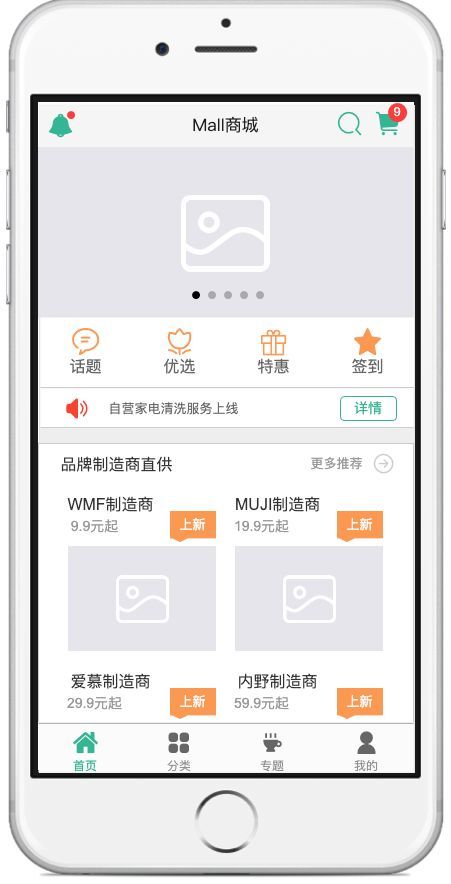 Mall商城
9
话题 优选 特惠 签到
自营家电清洗服务上线 详情
品牌制造商直供 更多推荐
WMF制造商 MUJI制造商
9.9元起 上新 19.9元起 上新
爱慕制造商 内野制造商
29.9元起 上新 59.9元起 上新
首页 分类 专题 我的